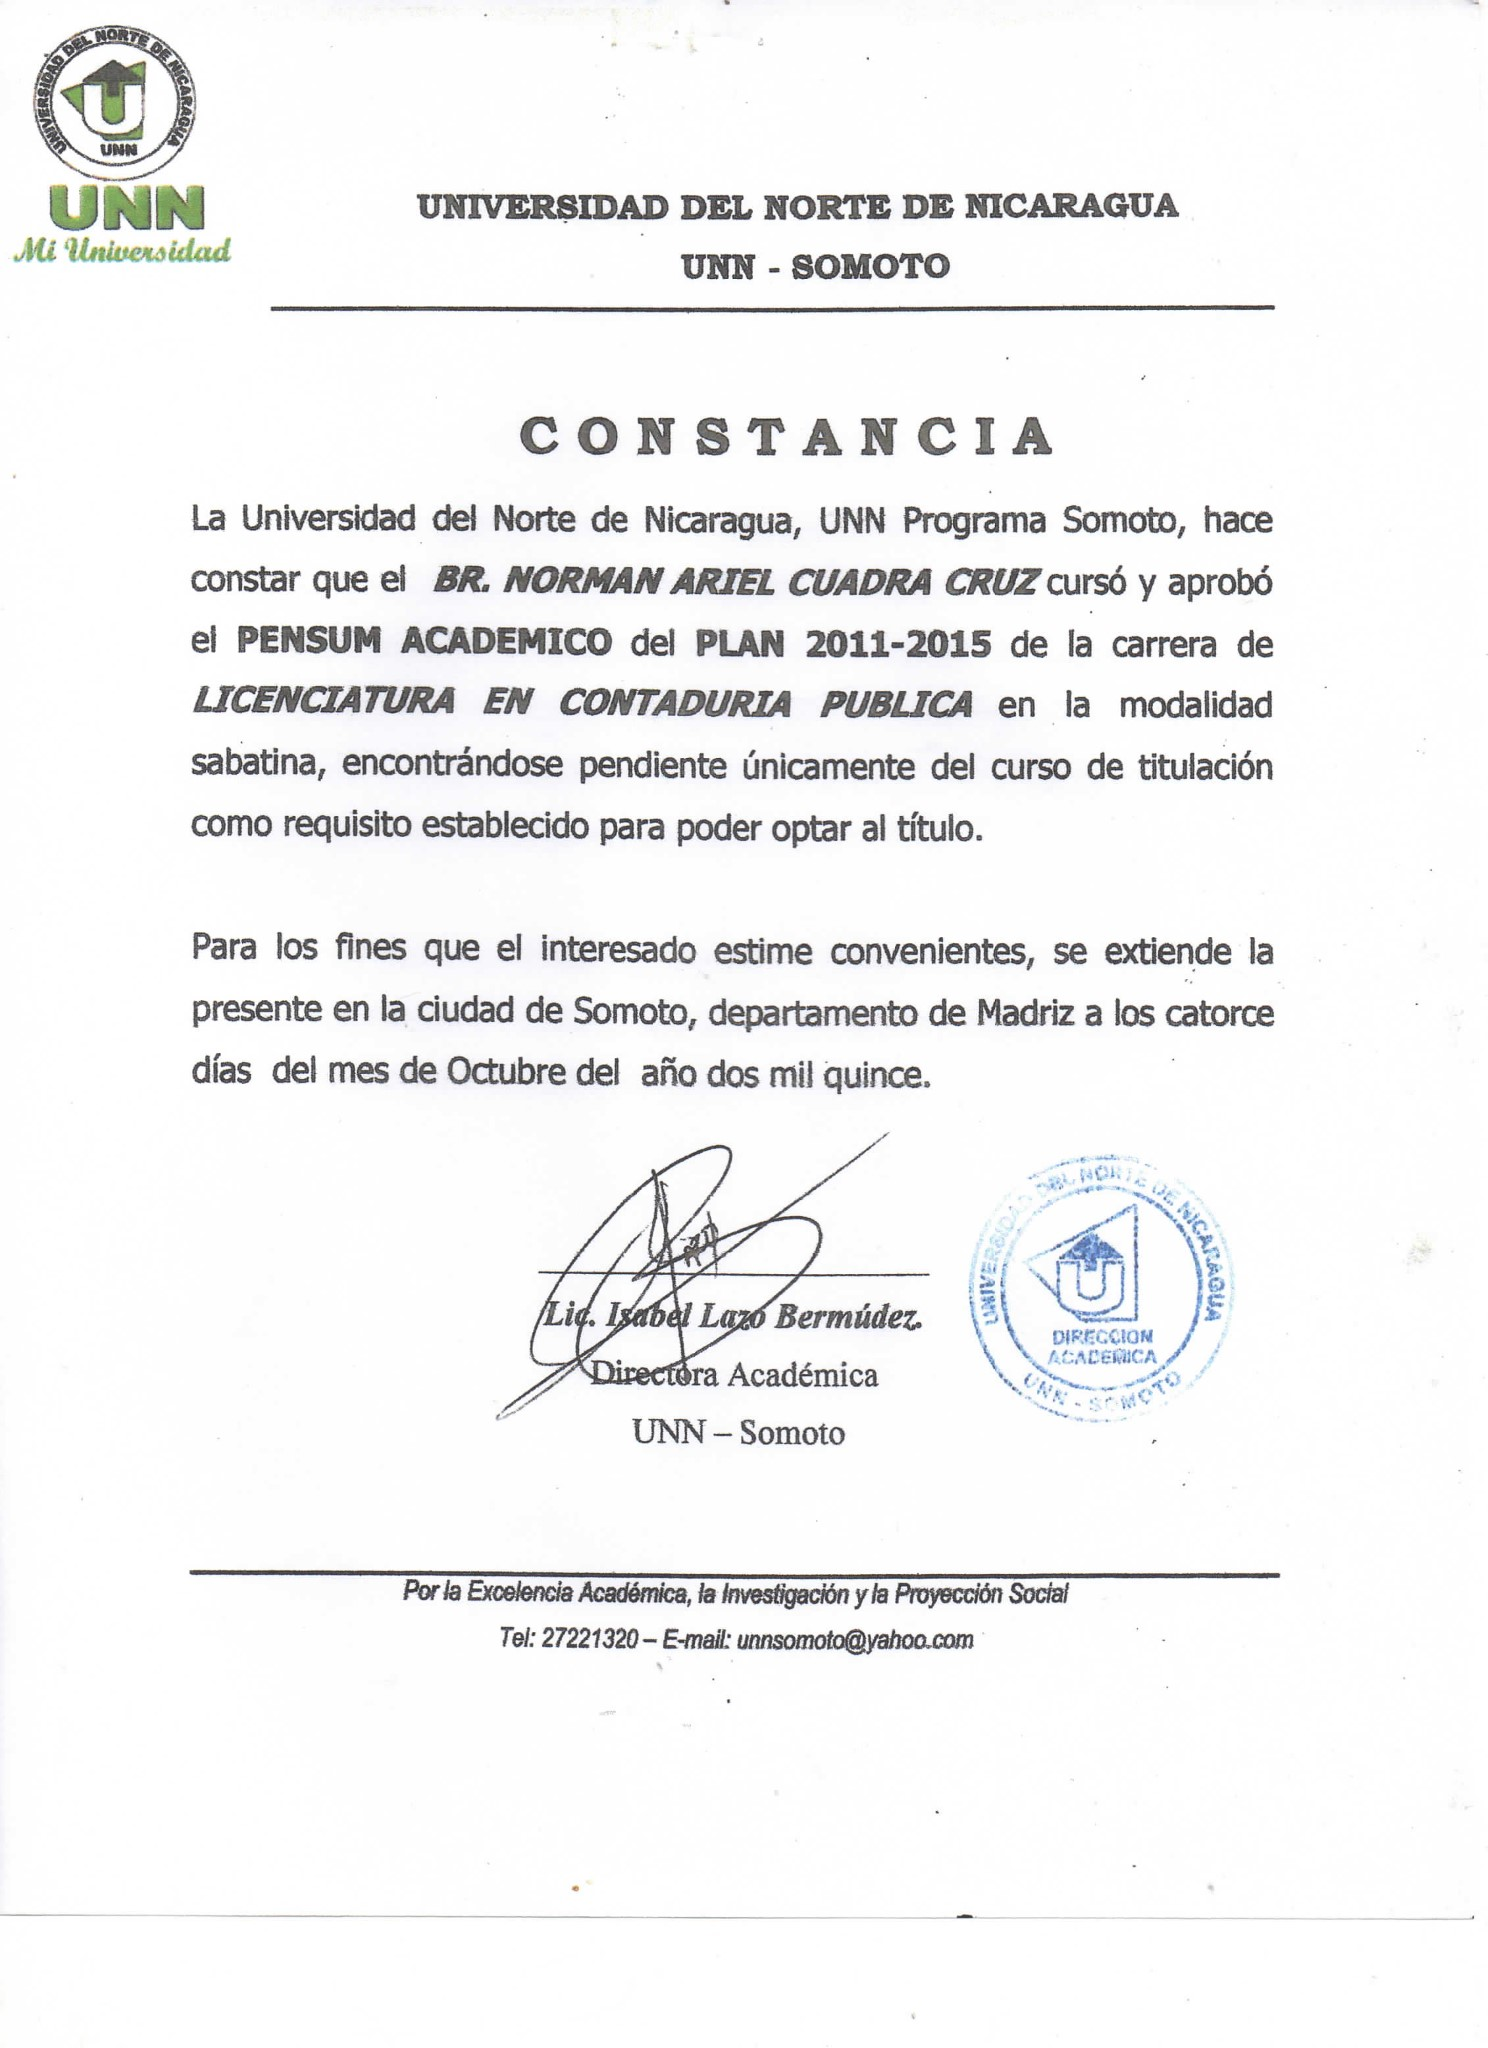 UNIVERSIDAD DEL NORTE DE NICARAGUA
UNN
UNN
Mi Universidad
UNIVERSIDAD DEL NORTE DE NICARAGUA
UNN - SOMOTO
CONSTANCIA
La Universidad del Norte de Nicaragua, UNN Programa Somoto, hace
constar que el BR. NORMAN ARIEL CUADRA CRUZ cursó y aprobó
el PENSUM ACADEMICO del PLAN 2011-2015 de la carrera de
LICENCIATURA EN CONTADURIA PUBLICA en la modalidad
sabatina, encontrándose pendiente únicamente del curso de titulación
como requisito establecido para poder optar al título.
Para los fines que el interesado estime convenientes, se extiende la
presente en la ciudad de Somoto, departamento de Madriz a los catorce
días del mes de Octubre del año dos mil quince.
Lic. Isabel Lazo Bermúdez.
Directora Académica
UNN – Somoto
UNIVERSIDAD DEL NORTE DE NICARAGUA
DIRECCION
ACADEMICA
UNN - SOMOTO
Por la Excelencia Académica, la Investigación y la Proyección Social
Tel: 27221320 – E-mail: unnsomoto@yahoo.com